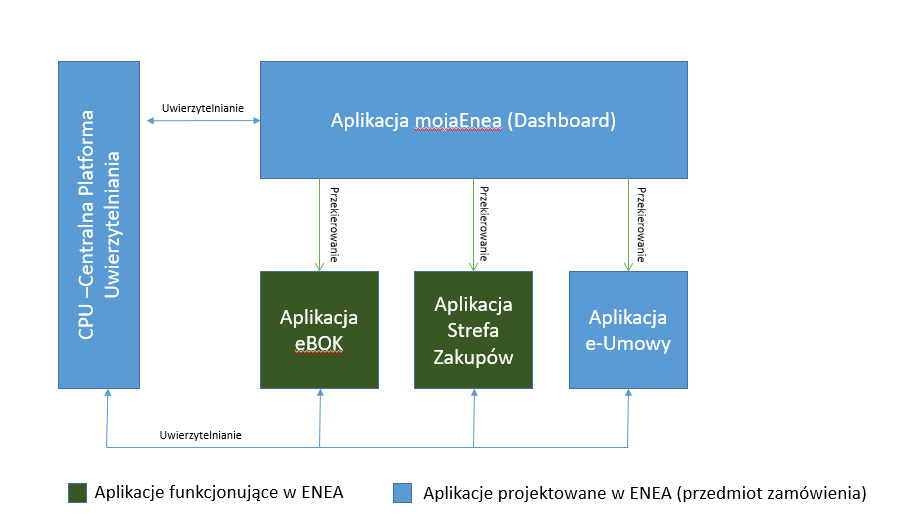 CPU –Centralna Platforma
Uwierzytelniania
Uwierzytelnianie
Aplikacja mojaEnea (Dashboard)
Przekierowanie
Przekierowanie
Przekierowanie
Aplikacja
eBOK
Aplikacja
Strefa
Zakupów
Aplikacja
e-Umowy
Uwierzytelnianie
Aplikacje funkcjonujące w ENEA
Aplikacje projektowane w ENEA (przedmiot zamówienia)